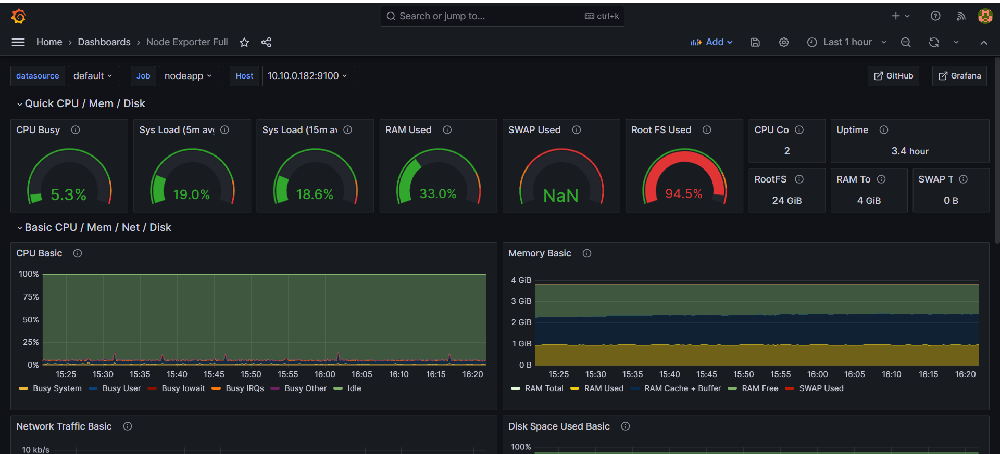 Search or jump to... ctrl+k
Home › Dashboards › Node Exporter Full
Add
Last 1 hour
datasource default Job nodeapp Host 10.10.0.182:9100
GitHub
Grafana
Quick CPU / Mem / Disk
CPU Busy
5.3%
Sys Load (5m avg
19.0%
Sys Load (15m av
18.6%
RAM Used
33.0%
SWAP Used
NaN
Root FS Used
94.5%
CPU Co
2
Uptime
3.4 hour
RootFS
24 GiB
RAM To
4 GiB
SWAP T
0 B
Basic CPU / Mem / Net / Disk
CPU Basic
100%
75%
50%
25%
0%
15:25 15:30 15:35 15:40 15:45 15:50 15:55 16:00 16:05 16:10 16:15 16:20
Busy System Busy User Busy Iowait Busy IRQs Busy Other Idle
Memory Basic
4 GiB
3 GiB
2 GiB
1 GiB
0 B
15:25 15:30 15:35 15:40 15:45 15:50 15:55 16:00 16:05 16:10 16:15 16:20
RAM Total RAM Used RAM Cache + Buffer RAM Free SWAP Used
Network Traffic Basic
10 kb/s
Disk Space Used Basic
100%